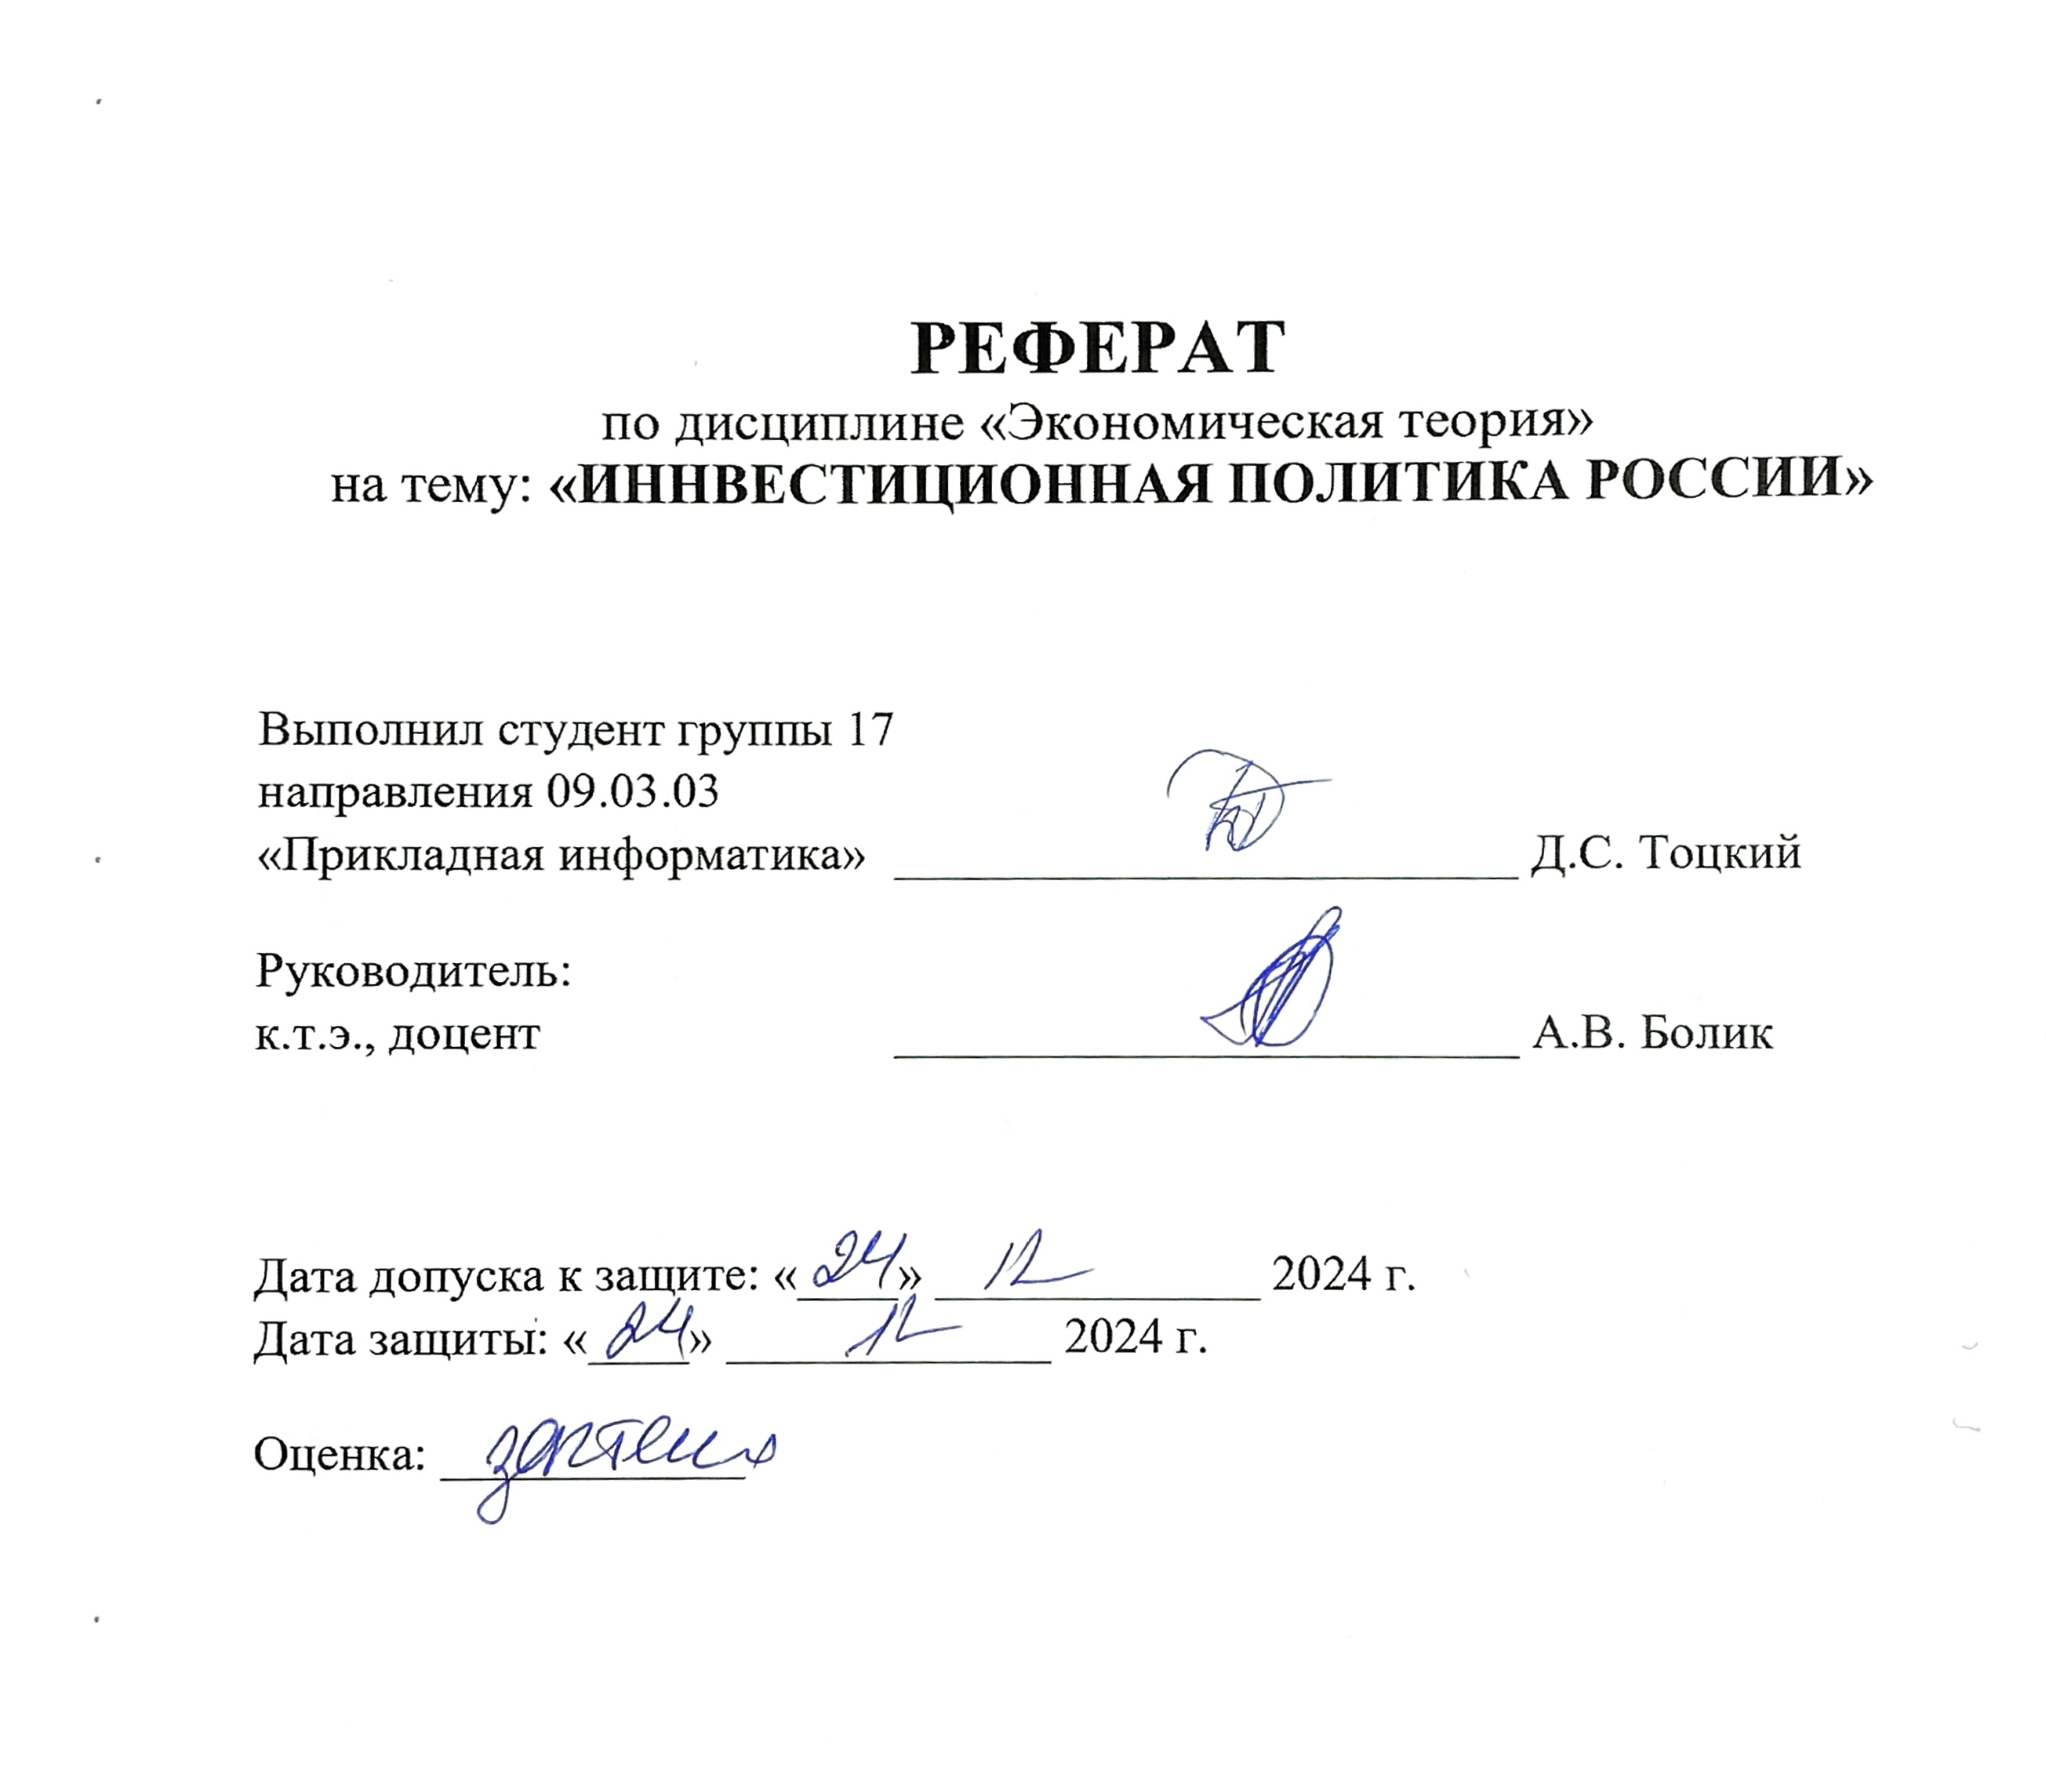 РЕФЕРАТ
по дисциплине «Экономическая теория»
на тему: «ИННВЕСТИЦИОННАЯ ПОЛИТИКА РОССИИ»
Выполнил студент группы 17
направления 09.03.03
«Прикладная информатика» Д.С. Тоцкий
Руководитель:
к.т.э., доцент А.В. Болик
Дата допуска к защите: «24» 12 2024 г.
Дата защиты: «24» 12 2024 г.
Оценка: